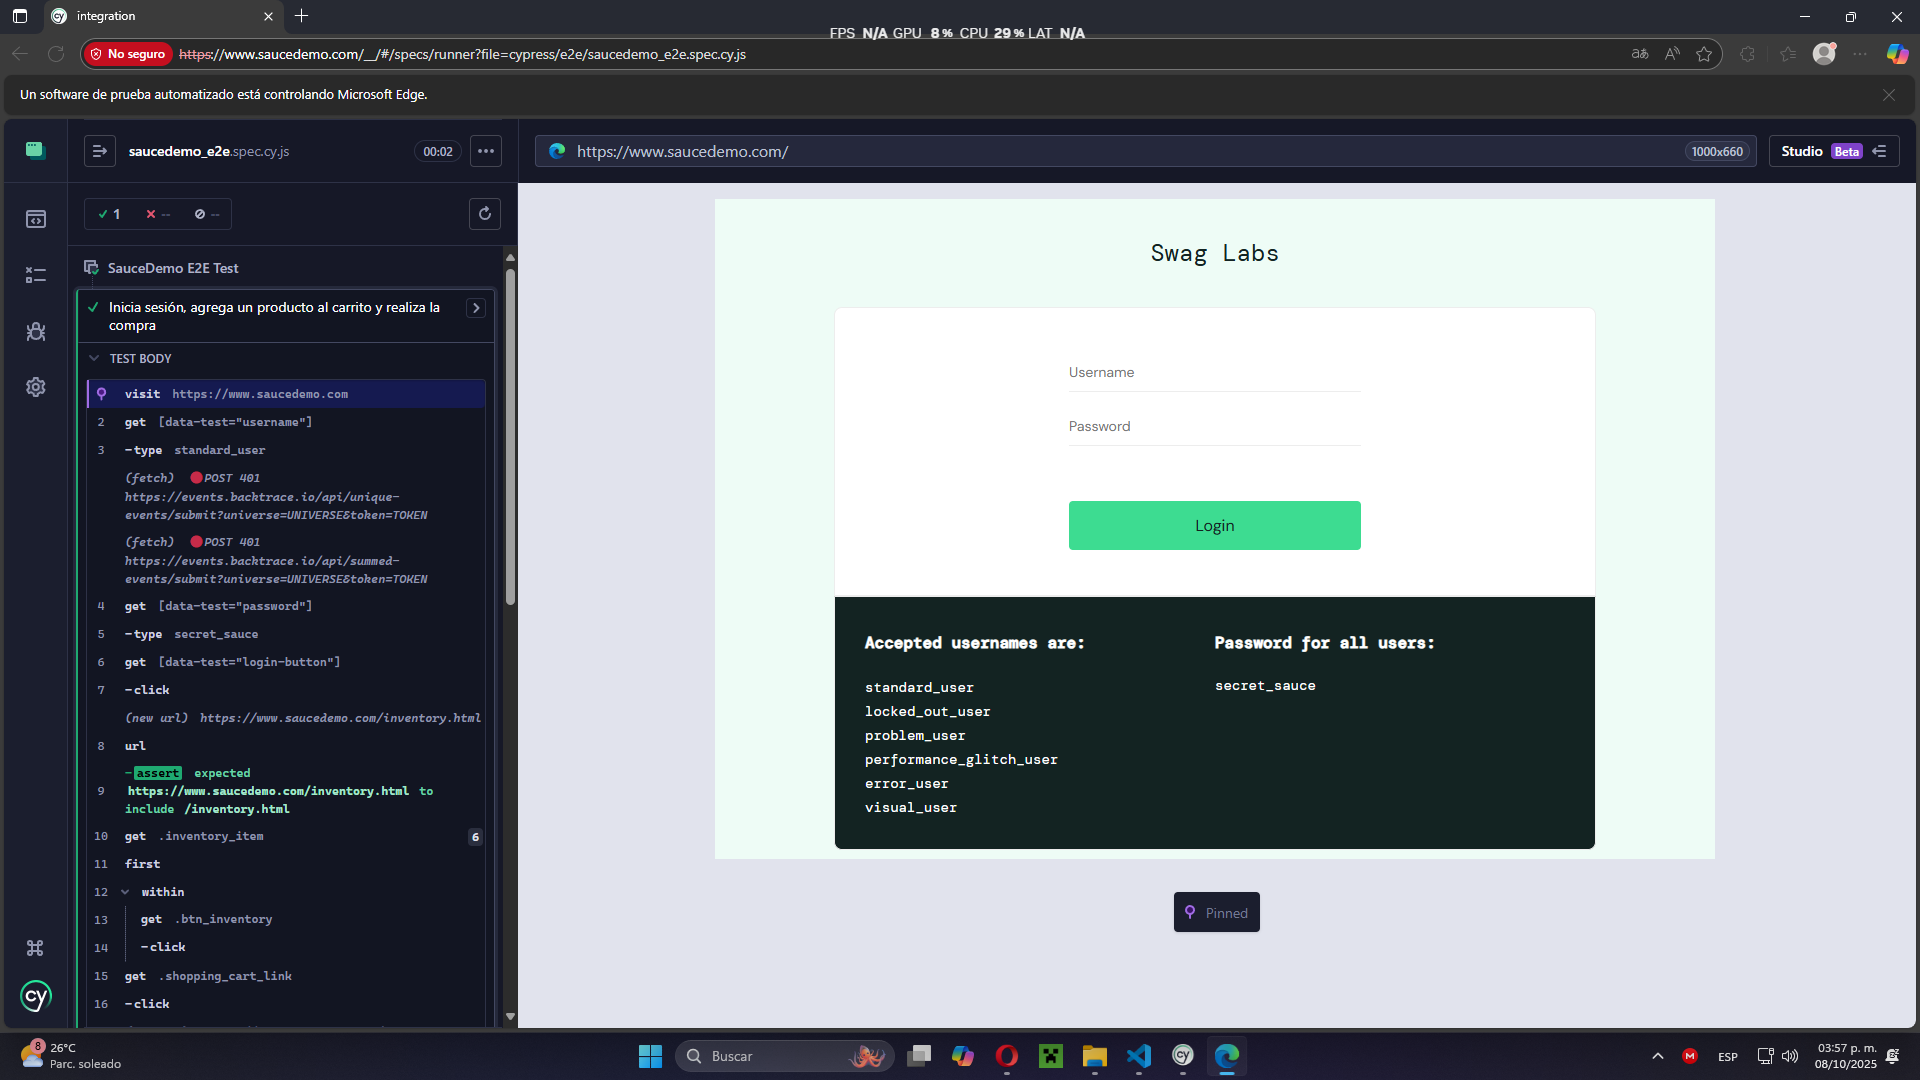 integration
FPS N/A GPU 8 % CPU 29 % LAT N/A
No seguro https://www.saucedemo.com/__/#/specs/runner?file=cypress/e2e/saucedemo_e2e.spec.cy.js
Un software de prueba automatizado está controlando Microsoft Edge.
saucedemo_e2e.spec.cy.js
00:02
1 -- --
SauceDemo E2E Test
Inicia sesión, agrega un producto al carrito y realiza la
compra
TEST BODY
visit https://www.saucedemo.com
2 get [data-test="username"]
3 -type standard_user
(fetch) POST 401
https://events.backtrace.io/api/unique-
events/submit?universe=UNIVERSE&token=TOKEN
(fetch) POST 401
https://events.backtrace.io/api/summed-
events/submit?universe=UNIVERSE&token=TOKEN
4 get [data-test="password"]
5 -type secret_sauce
6 get [data-test="login-button"]
7 -click
(new url) https://www.saucedemo.com/inventory.html
8 url
-assert expected
9 https://www.saucedemo.com/inventory.html to
include /inventory.html
10 get .inventory_item 6
11 first
12 within
13 get .btn_inventory
14 -click
15 get .shopping_cart_link
16 -click
cy
https://www.saucedemo.com/
1000x660
Studio Beta
Swag Labs
Username
Password
Login
Accepted usernames are:
standard_user
locked_out_user
problem_user
performance_glitch_user
error_user
visual_user
Password for all users:
secret_sauce
Pinned
8
26°C
Parc. soleado
Buscar
ESP
03:57 p. m.
08/10/2025